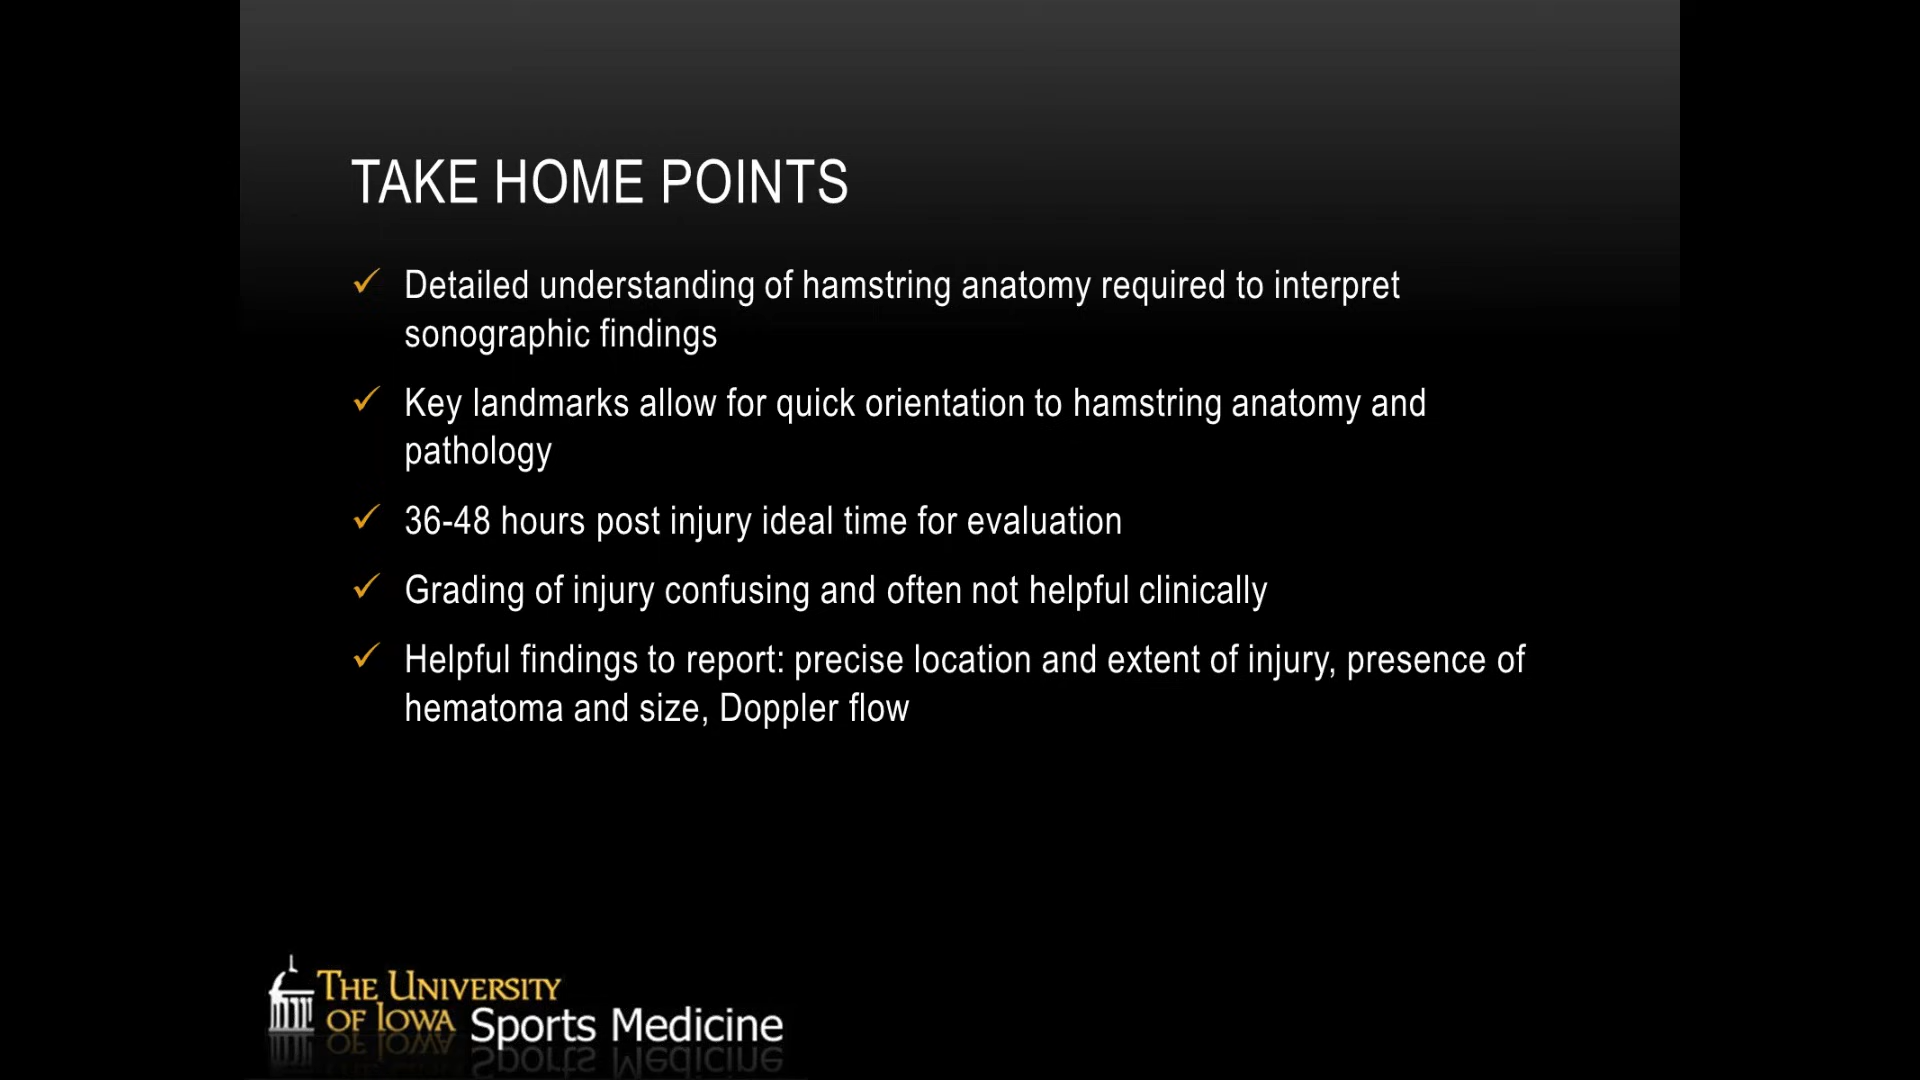 TAKE HOME POINTS
Detailed understanding of hamstring anatomy required to interpret
sonographic findings
Key landmarks allow for quick orientation to hamstring anatomy and
pathology
36-48 hours post injury ideal time for evaluation
Grading of injury confusing and often not helpful clinically
Helpful findings to report: precise location and extent of injury, presence of
hematoma and size, Doppler flow
THE UNIVERSITY
OF IOWA Sports Medicine